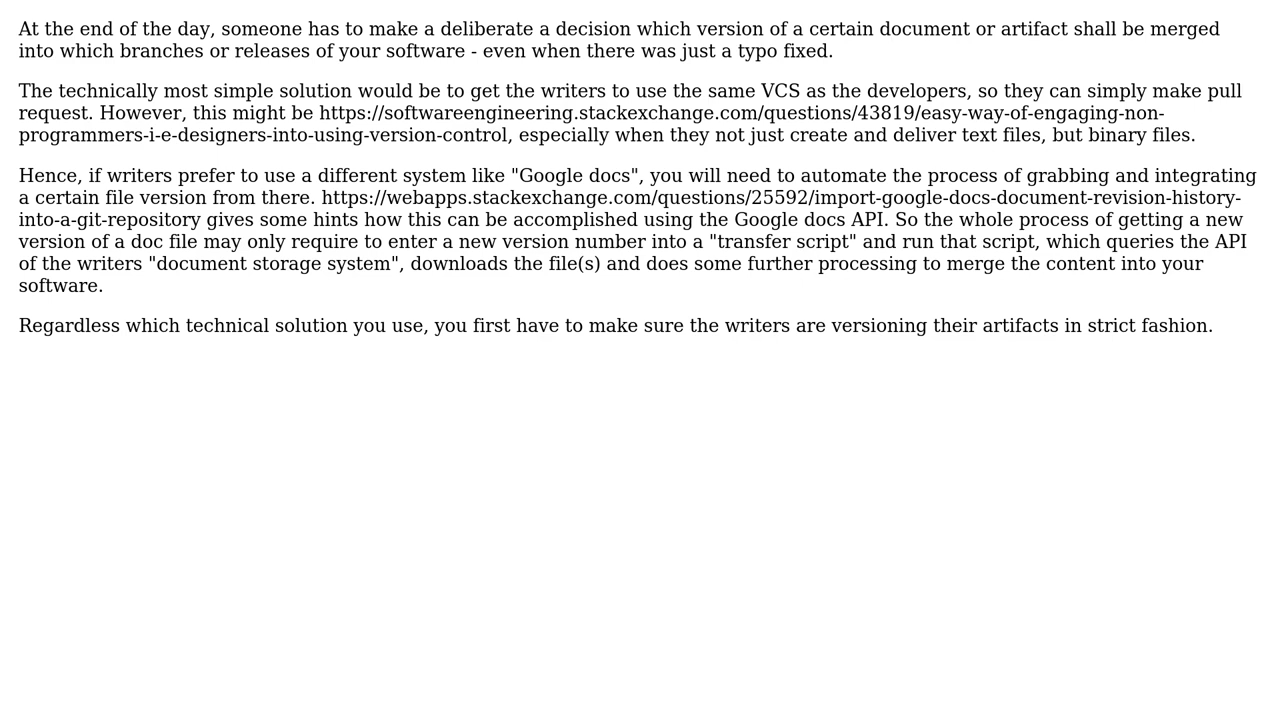 At the end of the day, someone has to make a deliberate a decision which version of a certain document or artifact shall be merged
into which branches or releases of your software - even when there was just a typo fixed.
The technically most simple solution would be to get the writers to use the same VCS as the developers, so they can simply make pull
request. However, this might be https://softwareengineering.stackexchange.com/questions/43819/easy-way-of-engaging-non-
programmers-i-e-designers-into-using-version-control, especially when they not just create and deliver text files, but binary files.
Hence, if writers prefer to use a different system like "Google docs", you will need to automate the process of grabbing and integrating
a certain file version from there. https://webapps.stackexchange.com/questions/25592/import-google-docs-document-revision-history-
into-a-git-repository gives some hints how this can be accomplished using the Google docs API. So the whole process of getting a new
version of a doc file may only require to enter a new version number into a "transfer script" and run that script, which queries the API
of the writers "document storage system", downloads the file(s) and does some further processing to merge the content into your
software.
Regardless which technical solution you use, you first have to make sure the writers are versioning their artifacts in strict fashion.